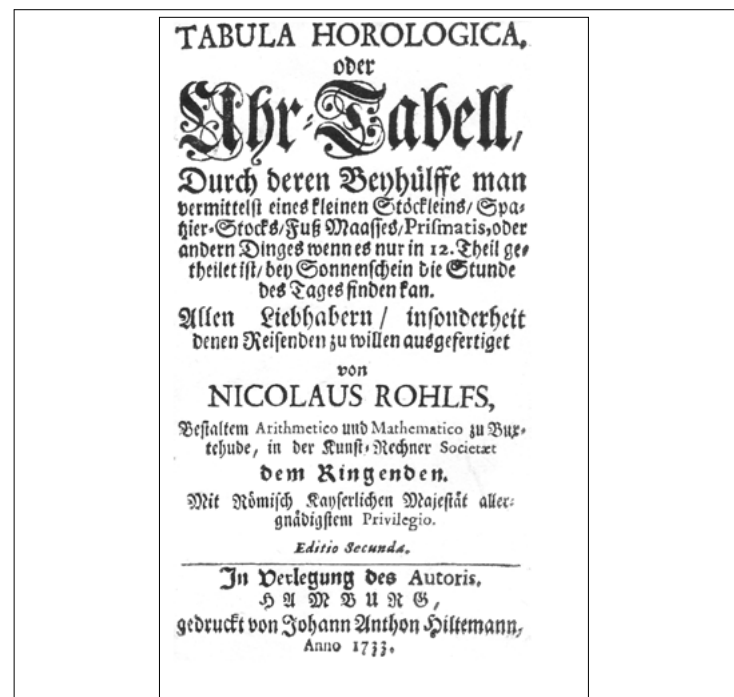 TABULA HOROLOGICA,
oder
Uhr-Tabell,
Durch deren Beyhülffe man
vermittelst eines kleinen Stöckleins/ Spa-
tzier-Stocks/ Fuß Maasses/ Prismatis, oder
andern Dinges wenn es nur in 12. Theil ge-
theilet ist/ bey Sonnenschein die Stunde
des Tages finden kan.
Allen Liebhabern / insonderheit
denen Reisenden zu willen ausgefertiget
von
NICOLAUS ROHLFS,
Bestaltem Arithmetico und Mathematico zu Bux-
tehude, in der Kunst-Rechner Societæt
dem Ringenden.
Mit Römisch Kayserlichen Majestät aller-
gnädigstem Privilegio.
Editio Secunda.
In Verlegung des Autoris,
HAMBURG,
gedruckt von Johann Anthon Hiltemann,
Anno 1733.